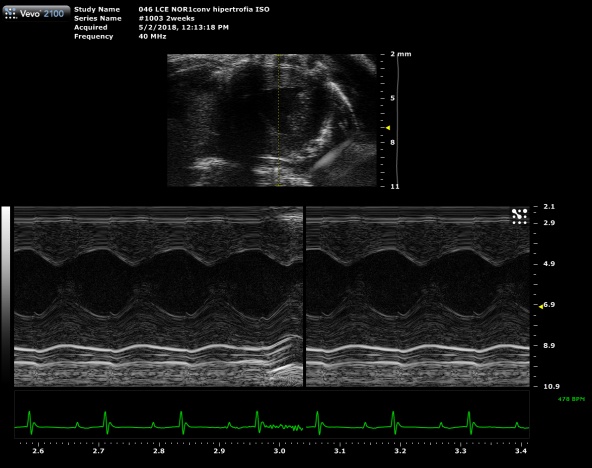 Vevo 2100
Study Name 046 LCE NOR1conv hipertrofia ISO
Series Name #1003 2weeks
Acquired 5/2/2018, 12:13:18 PM
Frequency 40 MHz
2 mm
5
8
11
2.1
2.9
4.9
6.9
8.9
10.9
478 BPM
2.6 2.7 2.8 2.9 3.0 3.1 3.2 3.3 3.4